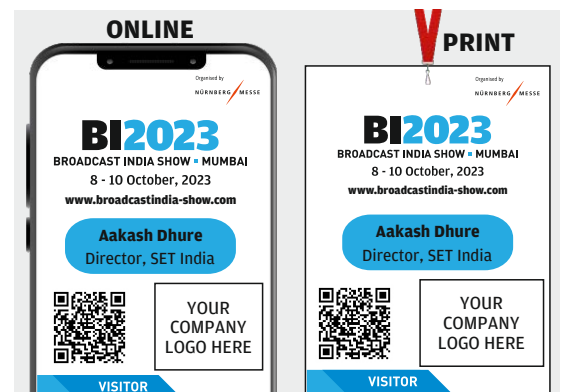 ONLINE
Organised by
NÜRNBERG MESSE
BI2023
BROADCAST INDIA SHOW MUMBAI
8 - 10 October, 2023
www.broadcastindia-show.com
Aakash Dhure
Director, SET India
YOUR
COMPANY
LOGO HERE
VISITOR
PRINT
Organised by
NÜRNBERG MESSE
BI2023
BROADCAST INDIA SHOW MUMBAI
8 - 10 October, 2023
www.broadcastindia-show.com
Aakash Dhure
Director, SET India
YOUR
COMPANY
LOGO HERE
VISITOR